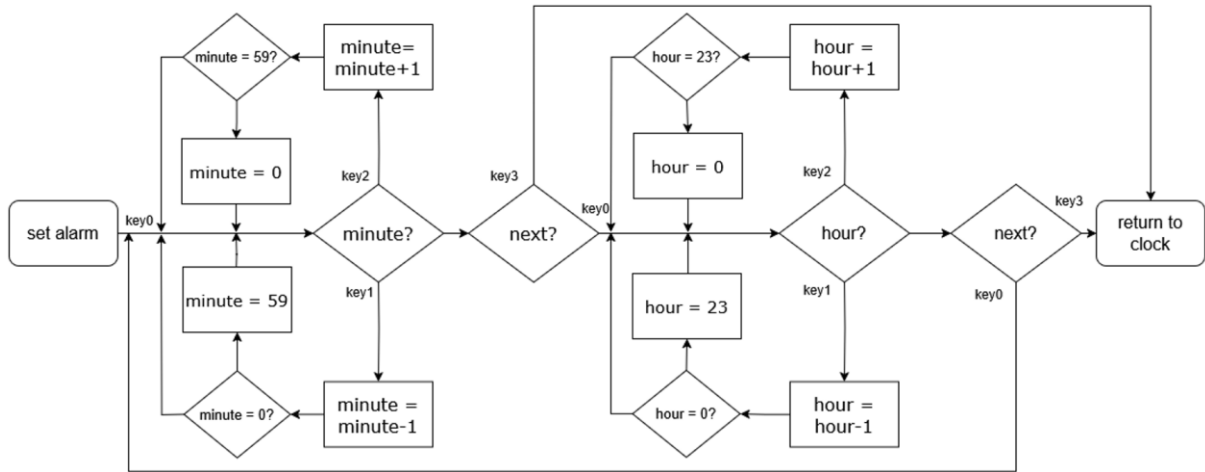 minute = 59?
minute=
minute+1
hour = 23?
hour =
hour+1
minute = 0
hour = 0
key2
key3
key2
key3
set alarm
key0
minute?
next?
key0
hour?
next?
return to
clock
minute = 59
key1
hour = 23
key1
key0
minute = 0?
minute =
minute-1
hour = 0?
hour =
hour-1